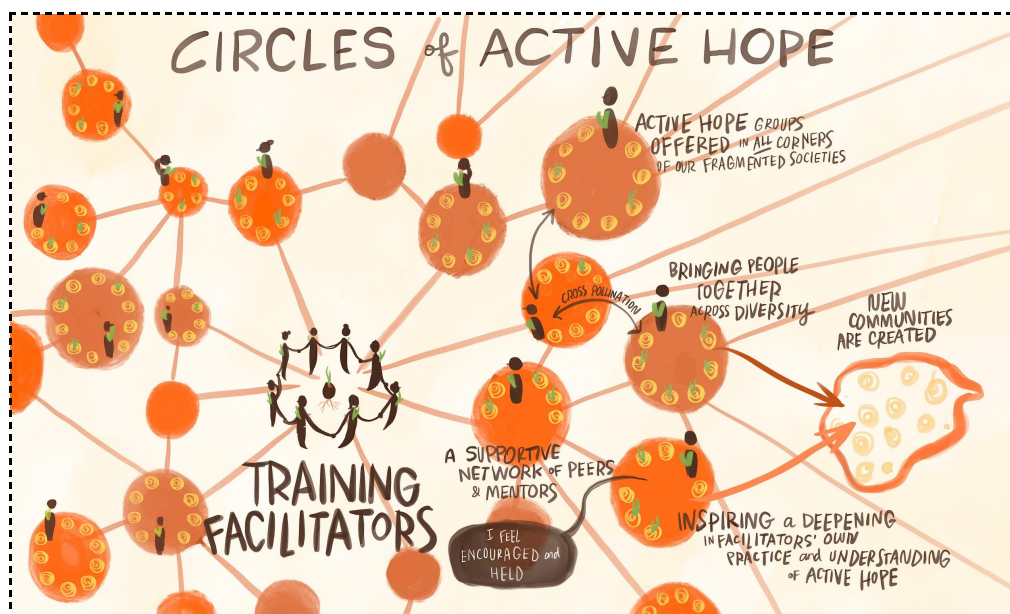 CIRCLES of ACTIVE HOPE
ACTIVE HOPE GROUPS
OFFERED IN ALL CORNERS
OF OUR FRAGMENTED SOCIETIES
BRINGING PEOPLE
TOGETHER
ACROSS DIVERSITY
CROSS POLLINATION
NEW
COMMUNITIES
ARE CREATED
A SUPPORTIVE
NETWORK OF PEERS
& MENTORS
TRAINING
FACILITATORS
I FEEL
ENCOURAGED and
HELD
INSPIRING a DEEPENING
IN FACILITATORS' OWN
PRACTICE and UNDERSTANDING
OF ACTIVE HOPE